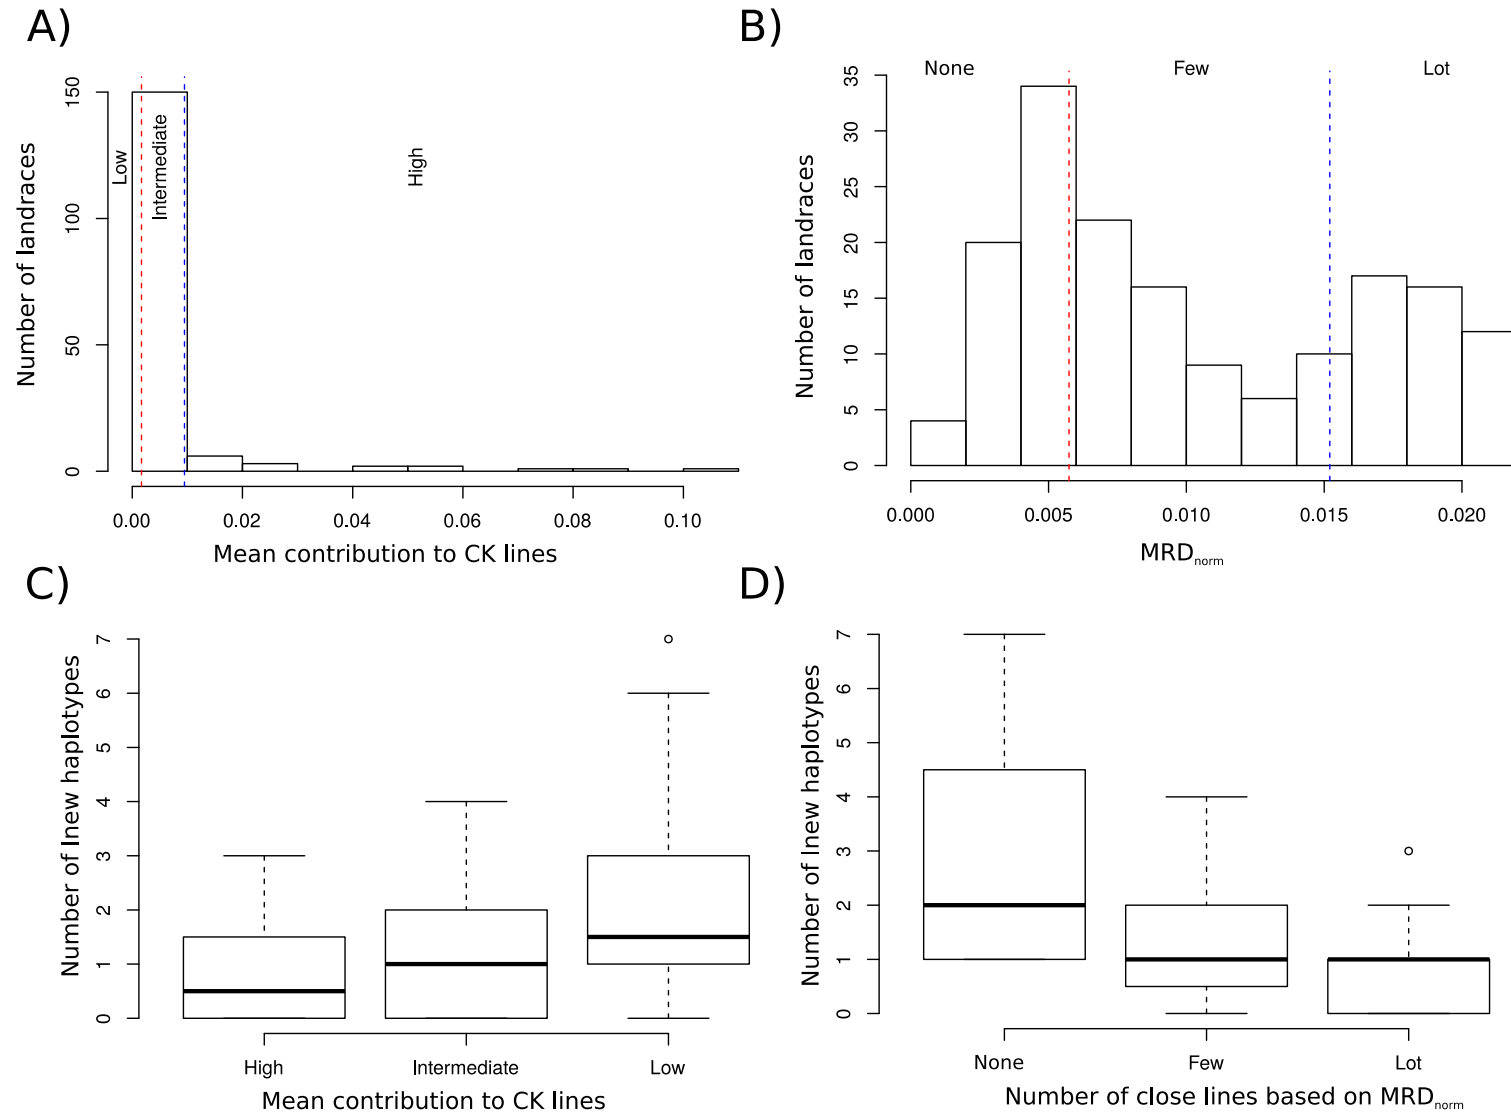 A)
Number of landraces
150
100
50
0
Low
Intermediate
High
0.00 0.02 0.04 0.06 0.08 0.10
Mean contribution to CK lines
B)
Number of landraces
35
30
25
20
15
10
5
0
None Few Lot
0.000 0.005 0.010 0.015 0.020
MRDnorm
C)
Number of lnew haplotypes
7
6
5
4
3
2
1
0
High Intermediate Low
Mean contribution to CK lines
D)
Number of lnew haplotypes
7
6
5
4
3
2
1
0
None Few Lot
Number of close lines based on MRDnorm